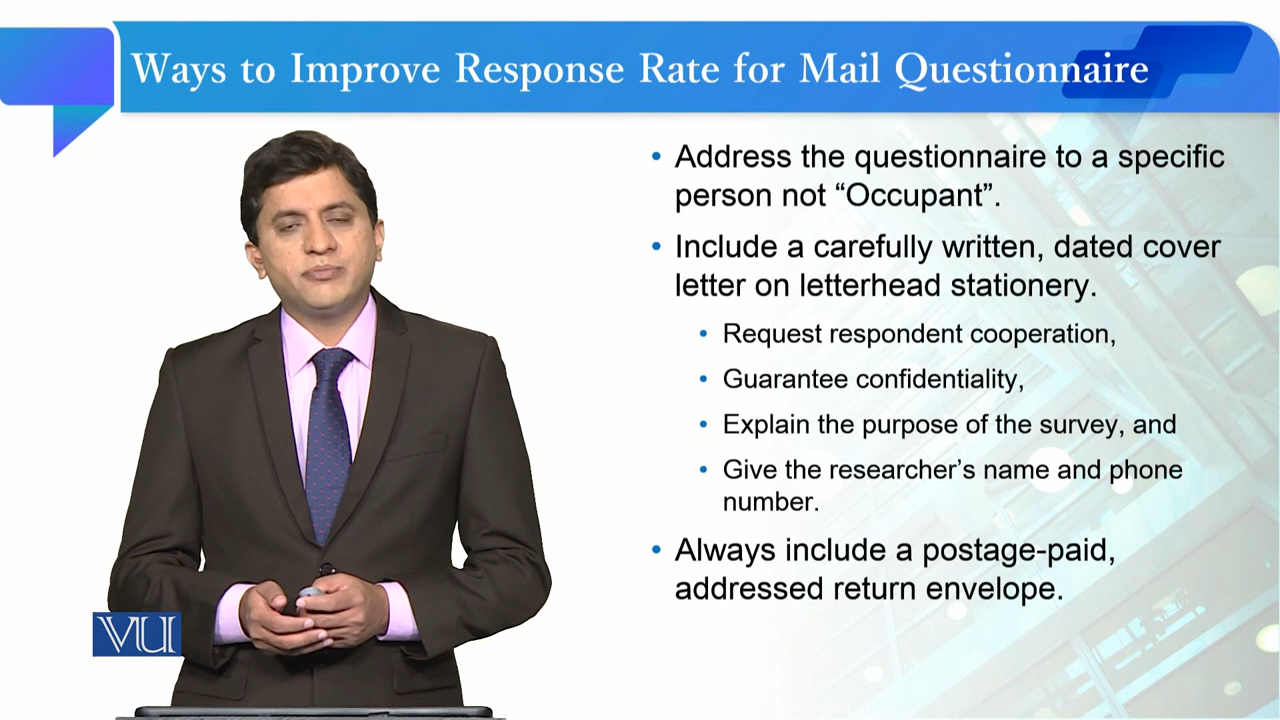 Ways to Improve Response Rate for Mail Questionnaire
• Address the questionnaire to a specific
person not “Occupant”.
• Include a carefully written, dated cover
letter on letterhead stationery.
• Request respondent cooperation,
• Guarantee confidentiality,
• Explain the purpose of the survey, and
• Give the researcher’s name and phone
number.
• Always include a postage-paid,
addressed return envelope.
VU